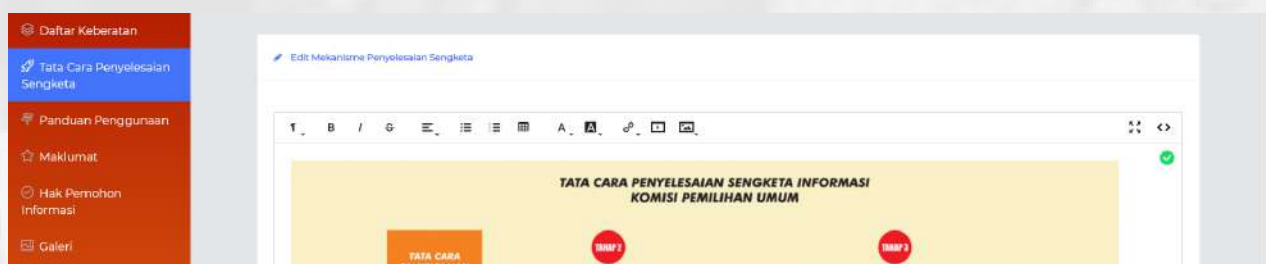 Daftar Keberatan
Tata Cara Penyelesaian
Sengketa
Panduan Penggunaan
Maklumat
Hak Pemohon
Informasi
Galeri
Edit Mekanisme Penyelesaian Sengketa
TATA CARA PENYELESAIAN SENGKETA INFORMASI
KOMISI PEMILIHAN UMUM
TATA CARA
TAHAP 2
TAHAP 3